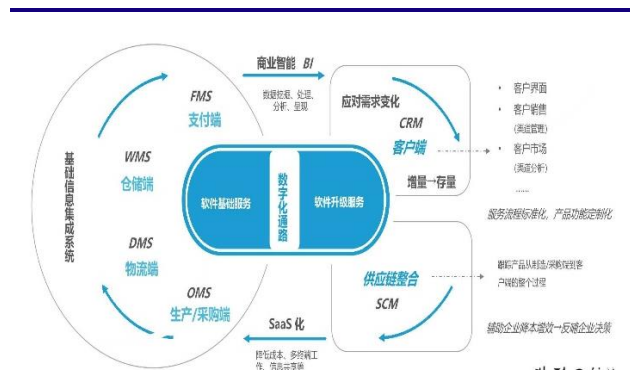 商业智能 BI
数据挖掘、处理、
分析、呈现
FMS
支付端
WMS
仓储端
DMS
物流端
OMS
生产/采购端
基础信息集成系统
软件基础服务
数字化通路
软件升级服务
应对需求变化
CRM
客户端
增量→存量
• 客户界面
• 客户销售
(渠道管理)
• 客户市场
(渠道分析)
......
服务流程标准化，产品功能定制化
供应链整合
SCM
跟踪产品从制造/采购端到客
户端的整个过程
辅助企业降本增效→反哺企业决策
SaaS 化
降低成本、多终端工
作、信息共享等